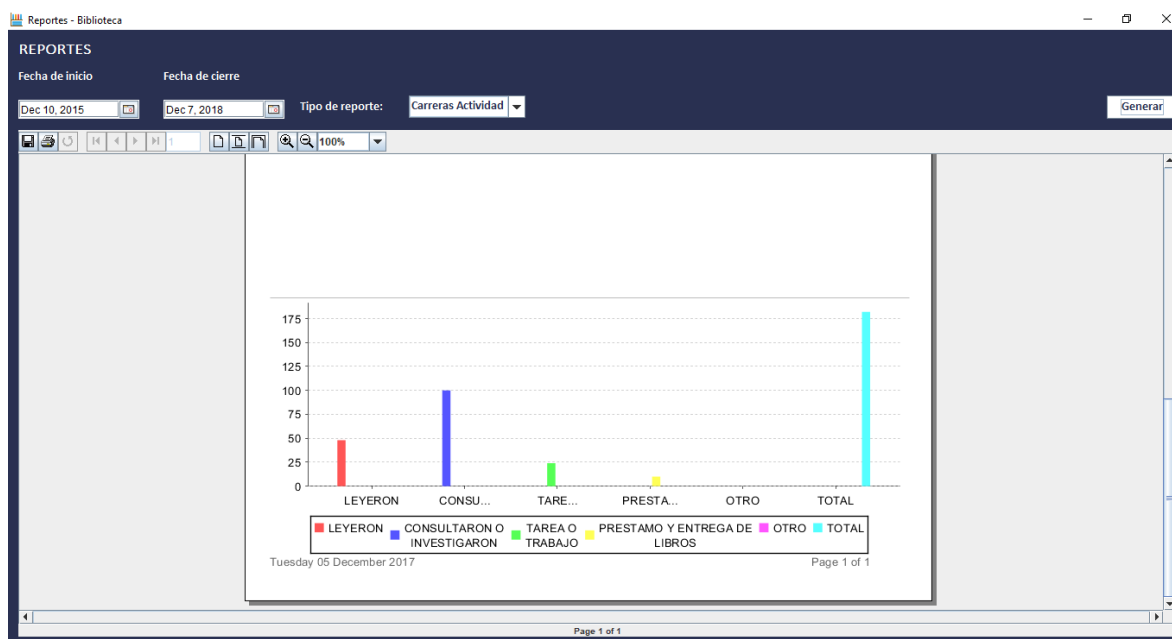 Reportes - Biblioteca
REPORTES
Fecha de inicio Fecha de cierre
Dec 10, 2015 Dec 7, 2018 Tipo de reporte: Carreras Actividad Generar
1 100%
175
150
125
100
75
50
25
0
LEYERON CONSU... TARE... PRESTA... OTRO TOTAL
LEYERON CONSULTARON O INVESTIGARON TAREA O TRABAJO PRESTAMO Y ENTREGA DE LIBROS OTRO TOTAL
Tuesday 05 December 2017 Page 1 of 1
Page 1 of 1